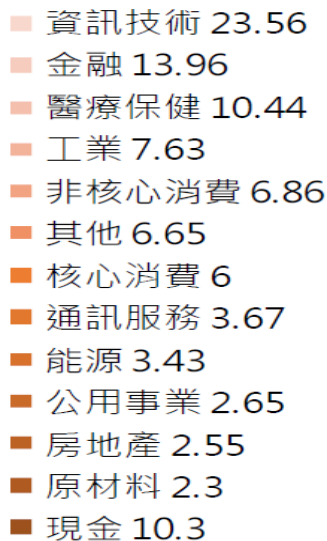 資訊技術 23.56
金融 13.96
醫療保健 10.44
工業 7.63
非核心消費 6.86
其他 6.65
核心消費 6
通訊服務 3.67
能源 3.43
公用事業 2.65
房地產 2.55
原材料 2.3
現金 10.3